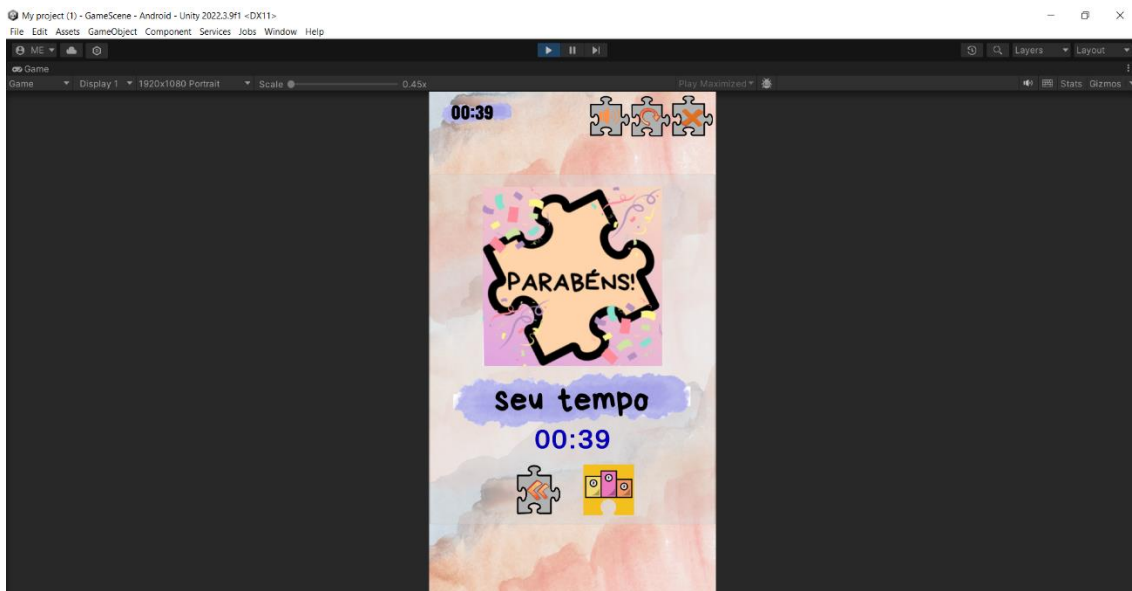 My project (1) - GameScene - Android - Unity 2022.3.9f1 <DX11>
File Edit Assets GameObject Component Services Jobs Window Help
ME Layers Layout
Game
Game Display 1 1920x1080 Portrait Scale 0.45x Play Maximized Stats Gizmos
00:39
PARABÉNS!
seu tempo
00:39